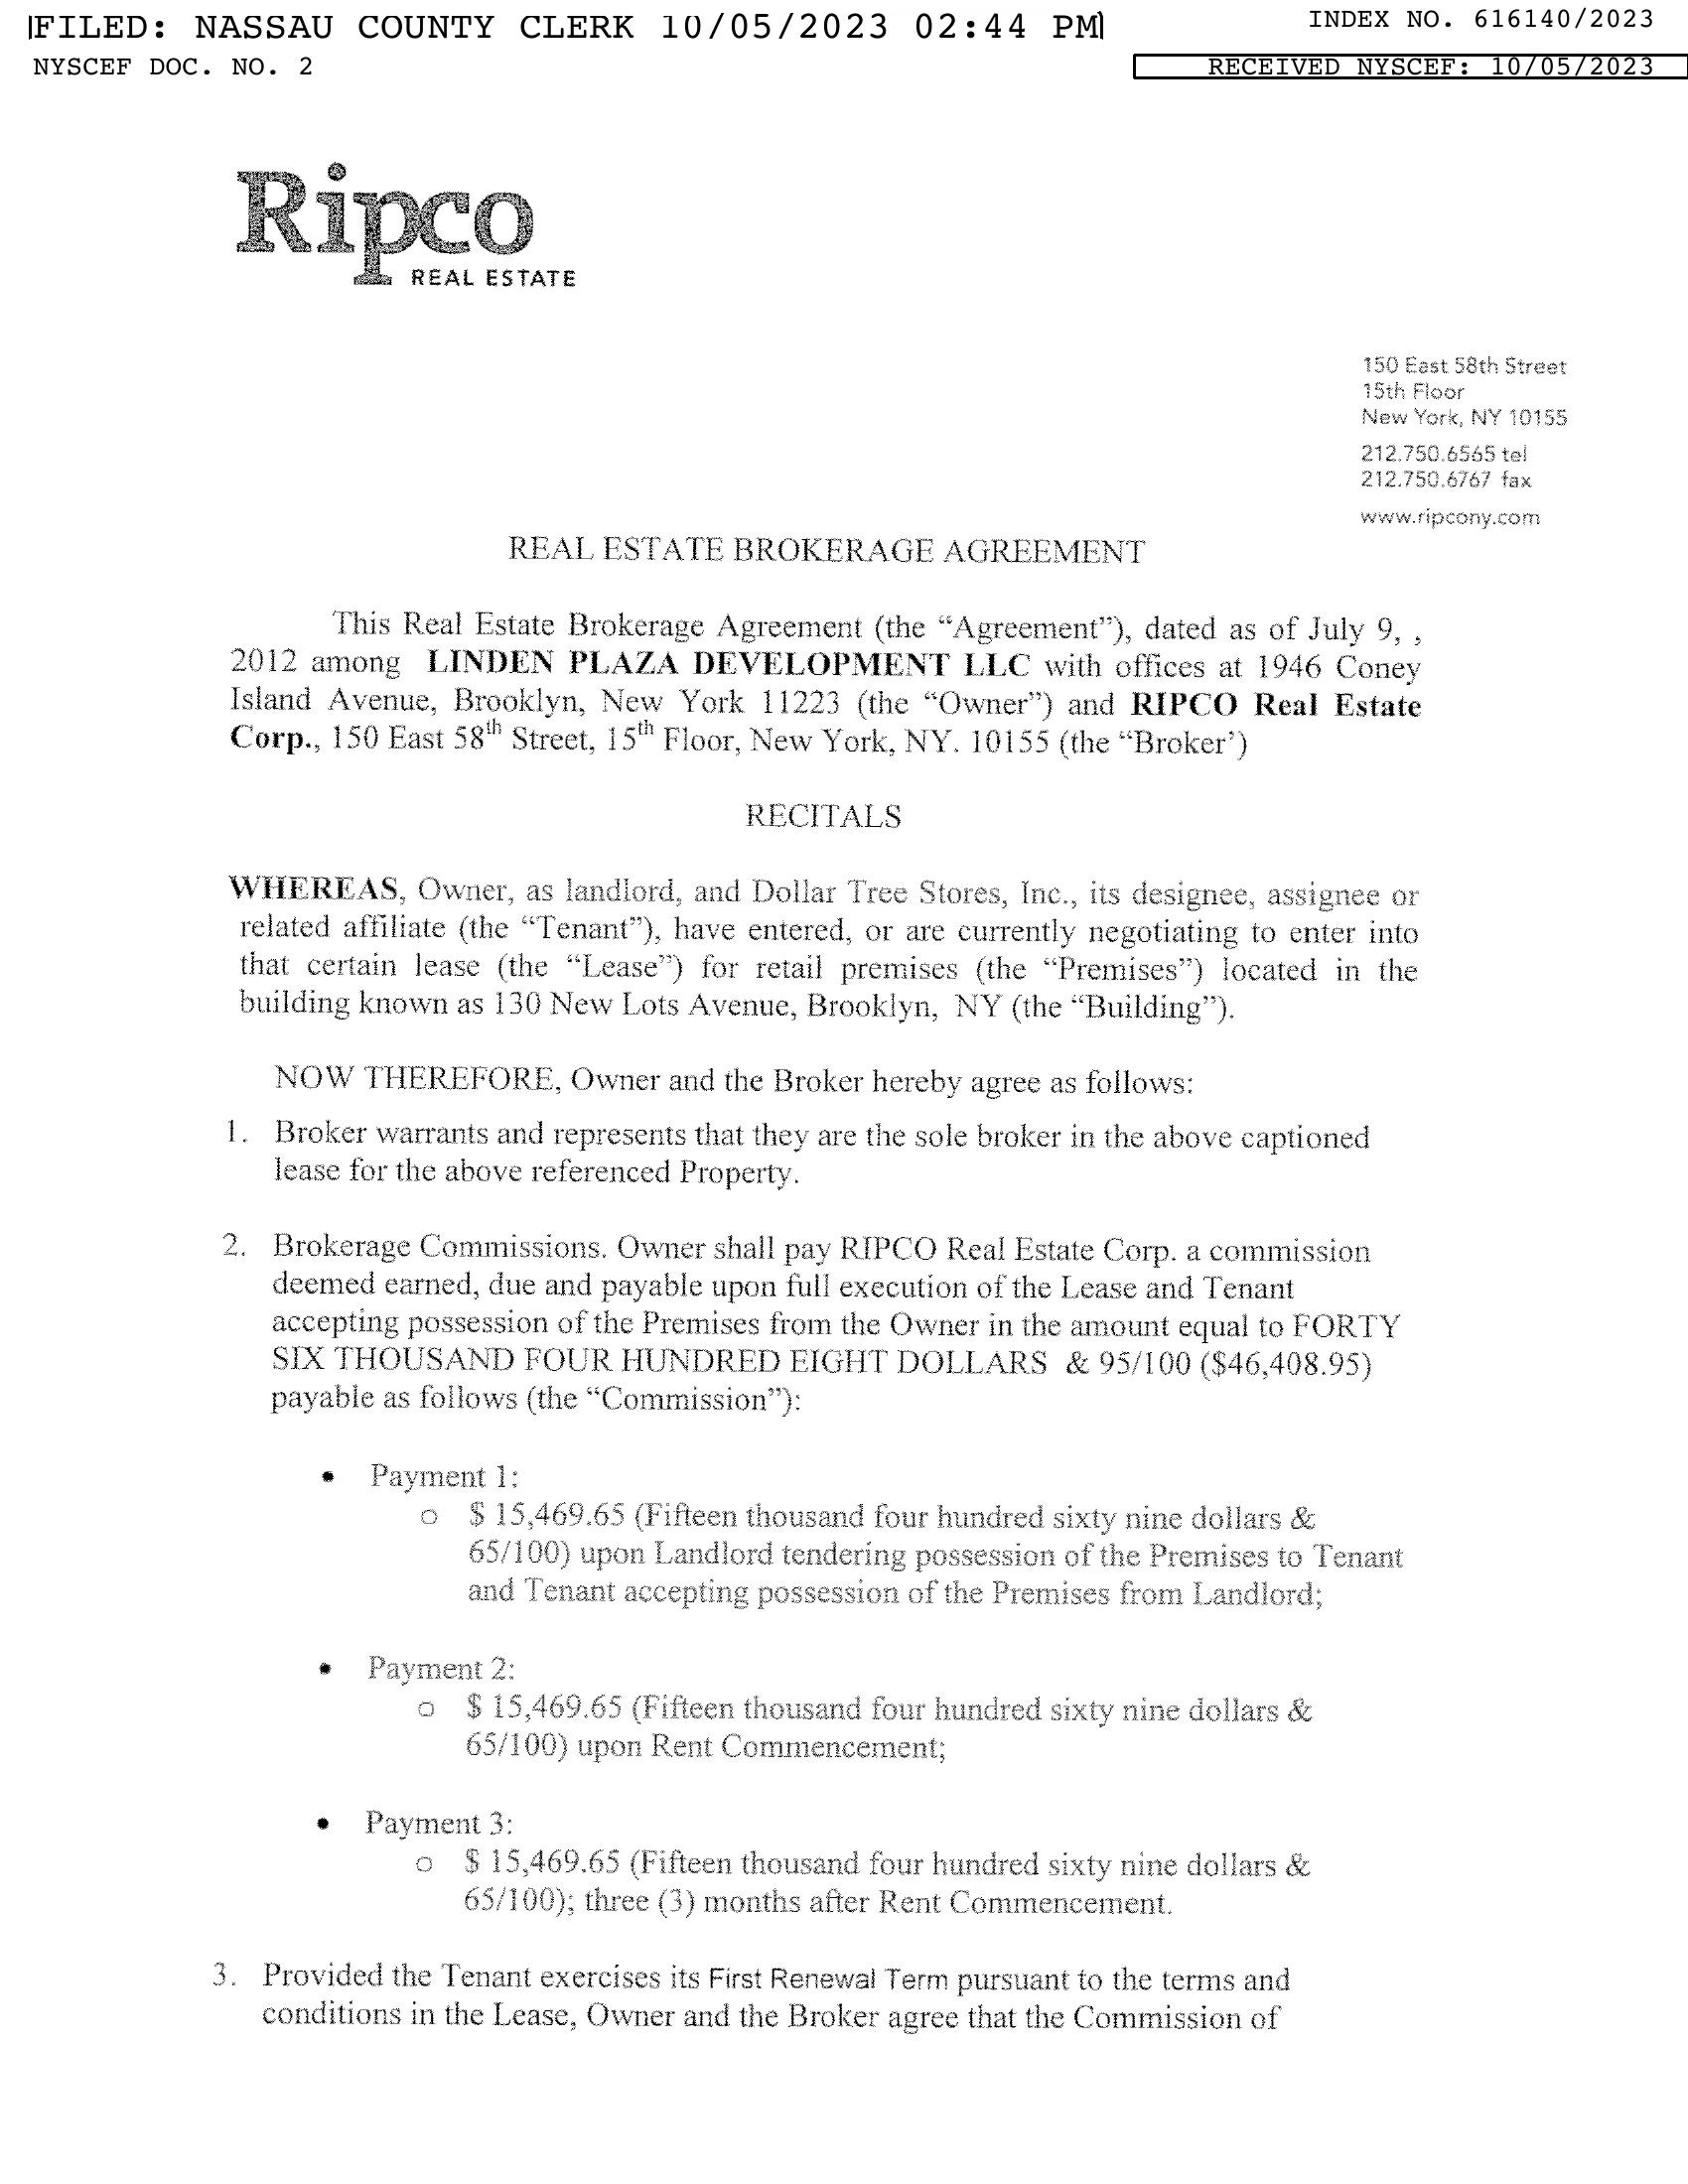 FILED: NASSAU COUNTY CLERK 10/05/2023 02:44 PM
INDEX NO. 616140/2023
NYSCEF DOC. NO. 2
RECEIVED NYSCEF: 10/05/2023
Ripco
REAL ESTATE
150 East 58th Street
15th Floor
New York, NY 10155
212.750.6565 tel
212.750.6767 fax
www.ripcony.com
REAL ESTATE BROKERAGE AGREEMENT
This Real Estate Brokerage Agreement (the “Agreement”), dated as of July 9, ,
2012 among LINDEN PLAZA DEVELOPMENT LLC with offices at 1946 Coney
Island Avenue, Brooklyn, New York 11223 (the “Owner”) and RIPCO Real Estate
Corp., 150 East 58th Street, 15th Floor, New York, NY. 10155 (the “Broker’)
RECITALS
WHEREAS, Owner, as landlord, and Dollar Tree Stores, Inc., its designee, assignee or
related affiliate (the “Tenant”), have entered, or are currently negotiating to enter into
that certain lease (the “Lease”) for retail premises (the “Premises”) located in the
building known as 130 New Lots Avenue, Brooklyn, NY (the “Building”).
NOW THEREFORE, Owner and the Broker hereby agree as follows:
1. Broker warrants and represents that they are the sole broker in the above captioned
lease for the above referenced Property.
2. Brokerage Commissions. Owner shall pay RIPCO Real Estate Corp. a commission
deemed earned, due and payable upon full execution of the Lease and Tenant
accepting possession of the Premises from the Owner in the amount equal to FORTY
SIX THOUSAND FOUR HUNDRED EIGHT DOLLARS & 95/100 ($46,408.95)
payable as follows (the “Commission”):
• Payment 1:
o $ 15,469.65 (Fifteen thousand four hundred sixty nine dollars &
65/100) upon Landlord tendering possession of the Premises to Tenant
and Tenant accepting possession of the Premises from Landlord;
• Payment 2:
o $ 15,469.65 (Fifteen thousand four hundred sixty nine dollars &
65/100) upon Rent Commencement;
• Payment 3:
o $ 15,469.65 (Fifteen thousand four hundred sixty nine dollars &
65/100); three (3) months after Rent Commencement.
3. Provided the Tenant exercises its First Renewal Term pursuant to the terms and
conditions in the Lease, Owner and the Broker agree that the Commission of